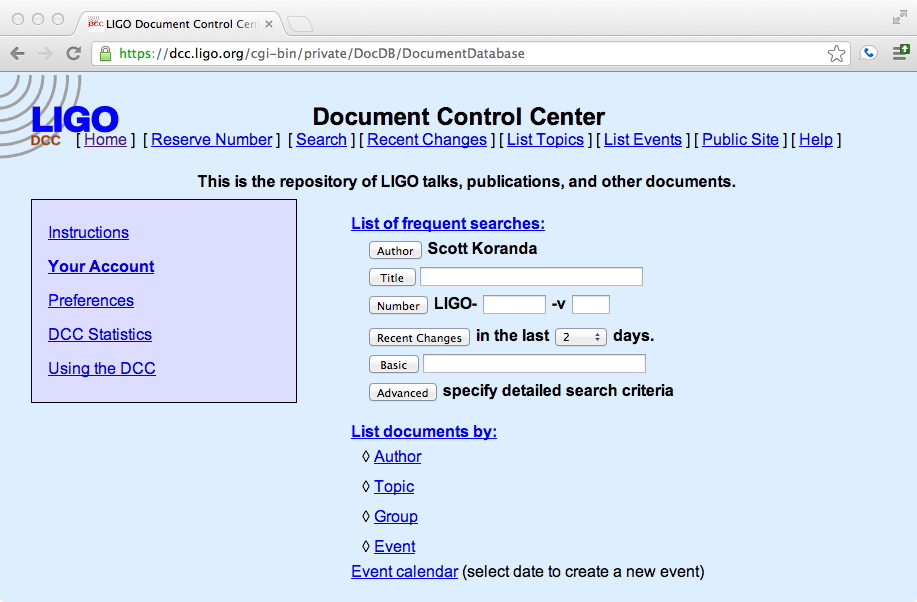 DCC LIGO Document Control Cen
https://dcc.ligo.org/cgi-bin/private/DocDB/DocumentDatabase
LIGO
DCC
Document Control Center
[ Home ] [ Reserve Number ] [ Search ] [ Recent Changes ] [ List Topics ] [ List Events ] [ Public Site ] [ Help ]
This is the repository of LIGO talks, publications, and other documents.
Instructions
Your Account
Preferences
DCC Statistics
Using the DCC
List of frequent searches:
Author Scott Koranda
Title
Number LIGO- -v
Recent Changes in the last 2 days.
Basic
Advanced specify detailed search criteria
List documents by:
◊ Author
◊ Topic
◊ Group
◊ Event
Event calendar (select date to create a new event)